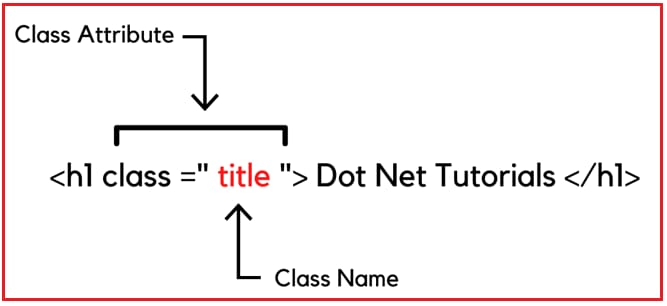 Class Attribute
<h1 class =" title "> Dot Net Tutorials </h1>
Class Name